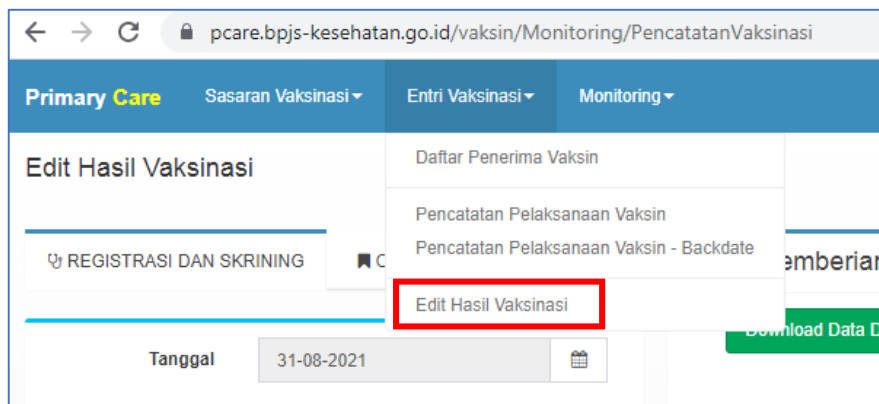 pcare.bpjs-kesehatan.go.id/vaksin/Monitoring/PencatatanVaksinasi
Primary Care Sasaran Vaksinasi Entri Vaksinasi Monitoring
Edit Hasil Vaksinasi
Daftar Penerima Vaksin
Pencatatan Pelaksanaan Vaksin
Pencatatan Pelaksanaan Vaksin - Backdate
REGISTRASI DAN SKRINING
Edit Hasil Vaksinasi
Download Data
Tanggal 31-08-2021